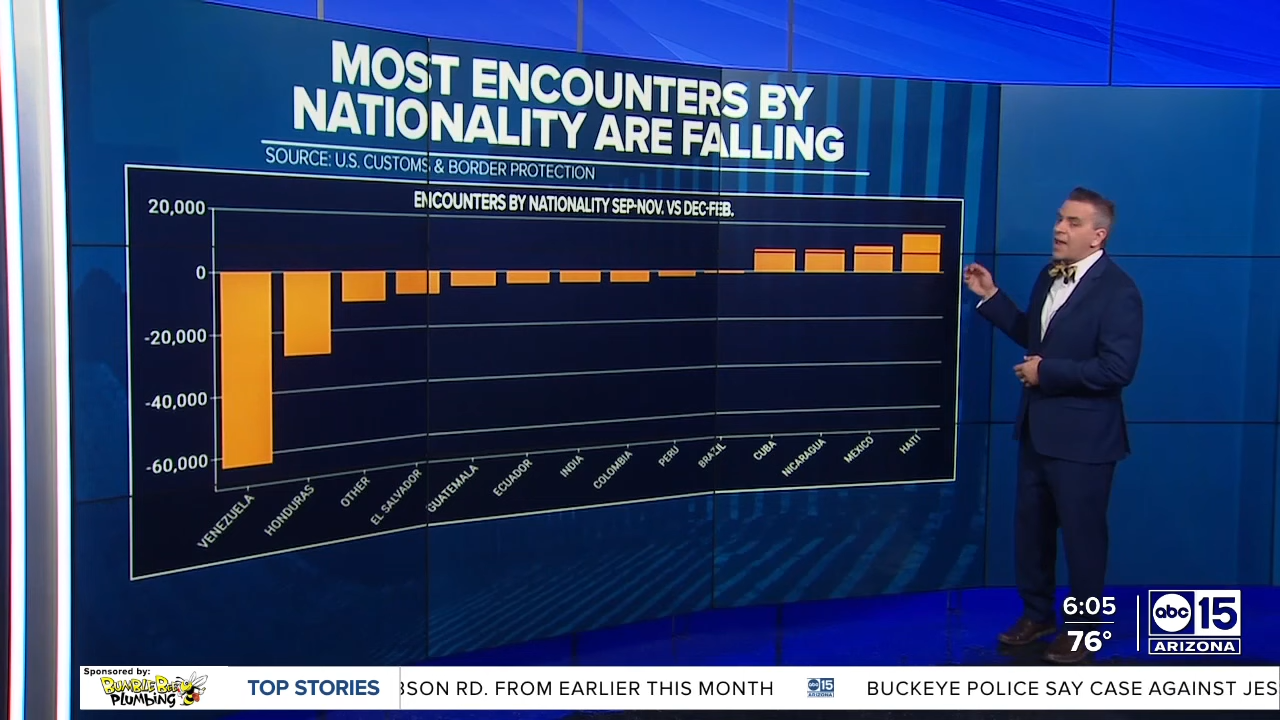 MOST ENCOUNTERS BY
NATIONALITY ARE FALLING
SOURCE: U.S. CUSTOMS & BORDER PROTECTION
ENCOUNTERS BY NATIONALITY SEP-NOV. VS DEC-FEB.
20,000
0
-20,000
-40,000
-60,000
VENEZUELA
HONDURAS
OTHER
EL SALVADOR
GUATEMALA
ECUADOR
INDIA
COLOMBIA
PERU
BRAZIL
CUBA
NICARAGUA
MEXICO
HAITI
6:05
76°
abc 15
ARIZONA
Sponsored by:
BUMBLE BEE
PLUMBING
TOP STORIES
BSON RD. FROM EARLIER THIS MONTH
abc 15
ARIZONA
BUCKEYE POLICE SAY CASE AGAINST JES